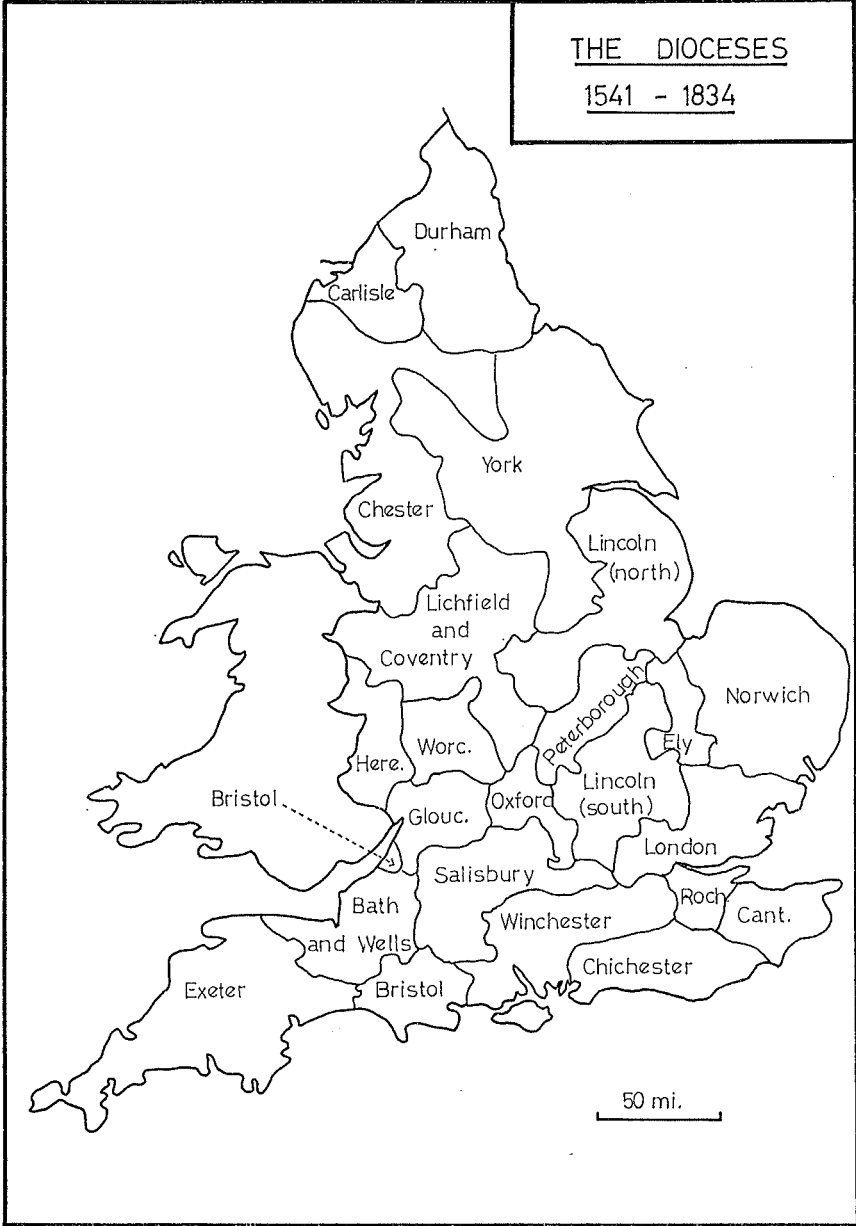 THE DIOCESES
1541 - 1834
Durham
Carlisle
York
Chester
Lincoln
(north)
Lichfield
and
Coventry
Peterborough
Norwich
Ely
Here.
Worc.
Bristol
Glouc.
Oxford
Lincoln
(south)
London
Salisbury
Bath
and Wells
Winchester
Roch.
Cant.
Chichester
Exeter
Bristol
50 mi.